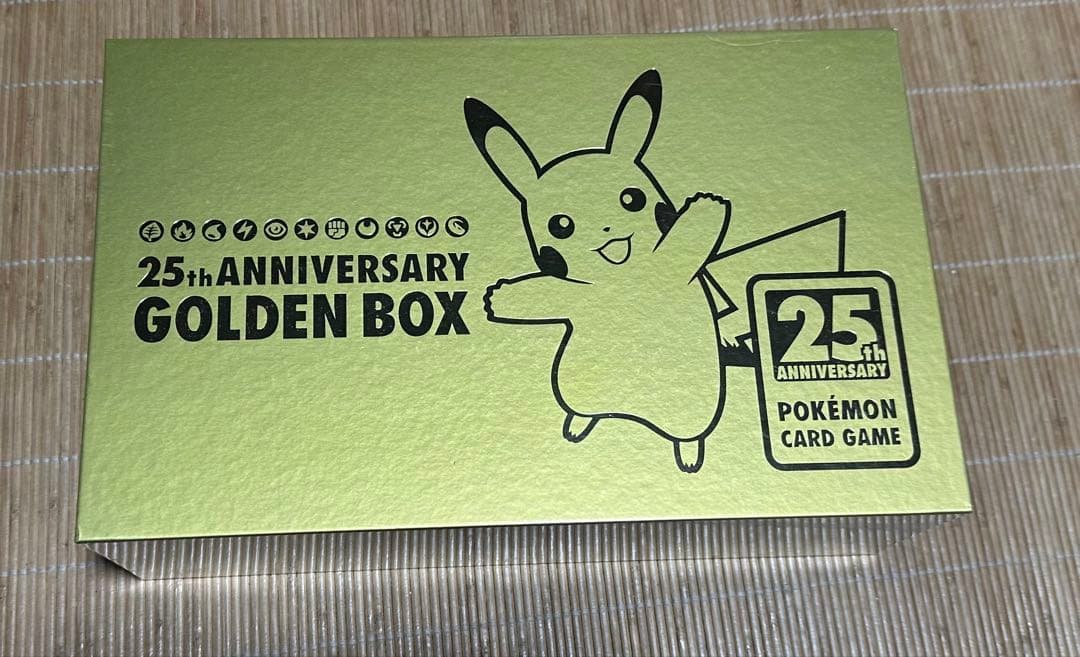 25th ANNIVERSARY
GOLDEN BOX
25th
ANNIVERSARY
POKÉMON
CARD GAME